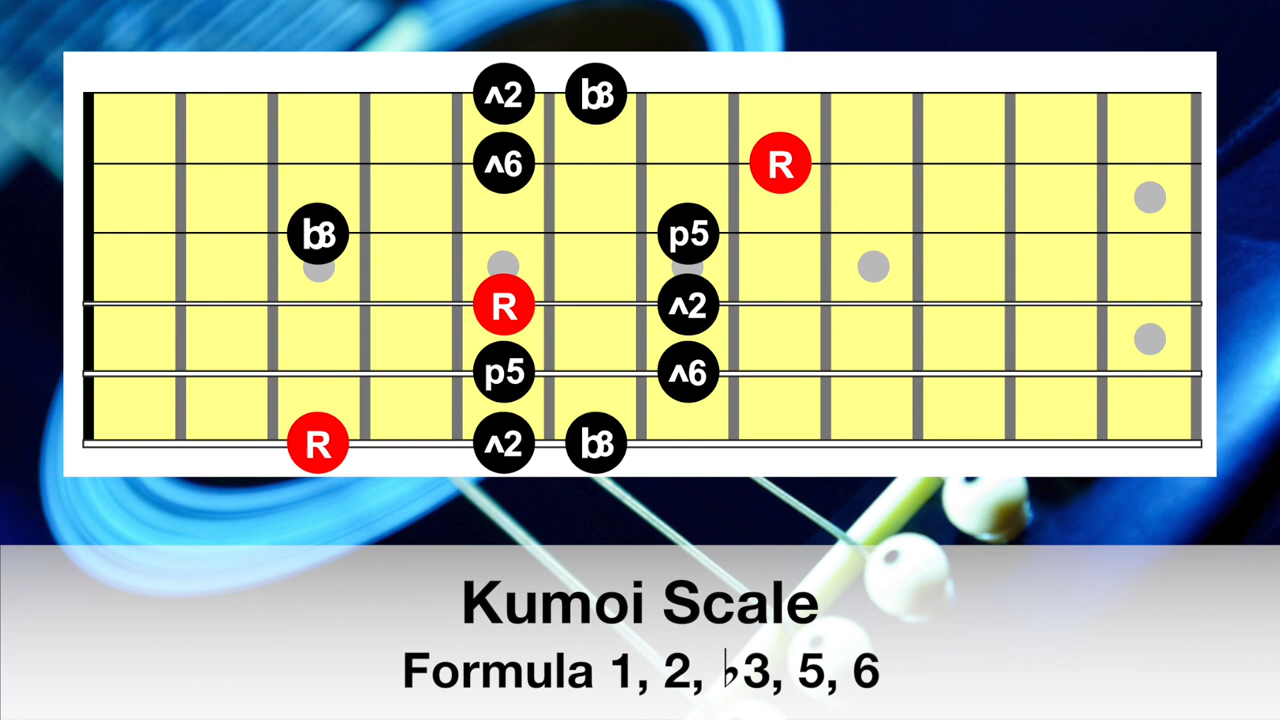 ^2 b3
^6 R
b3 p5
R ^2
p5 ^6
R ^2 b3
Kumoi Scale
Formula 1, 2, ♭3, 5, 6